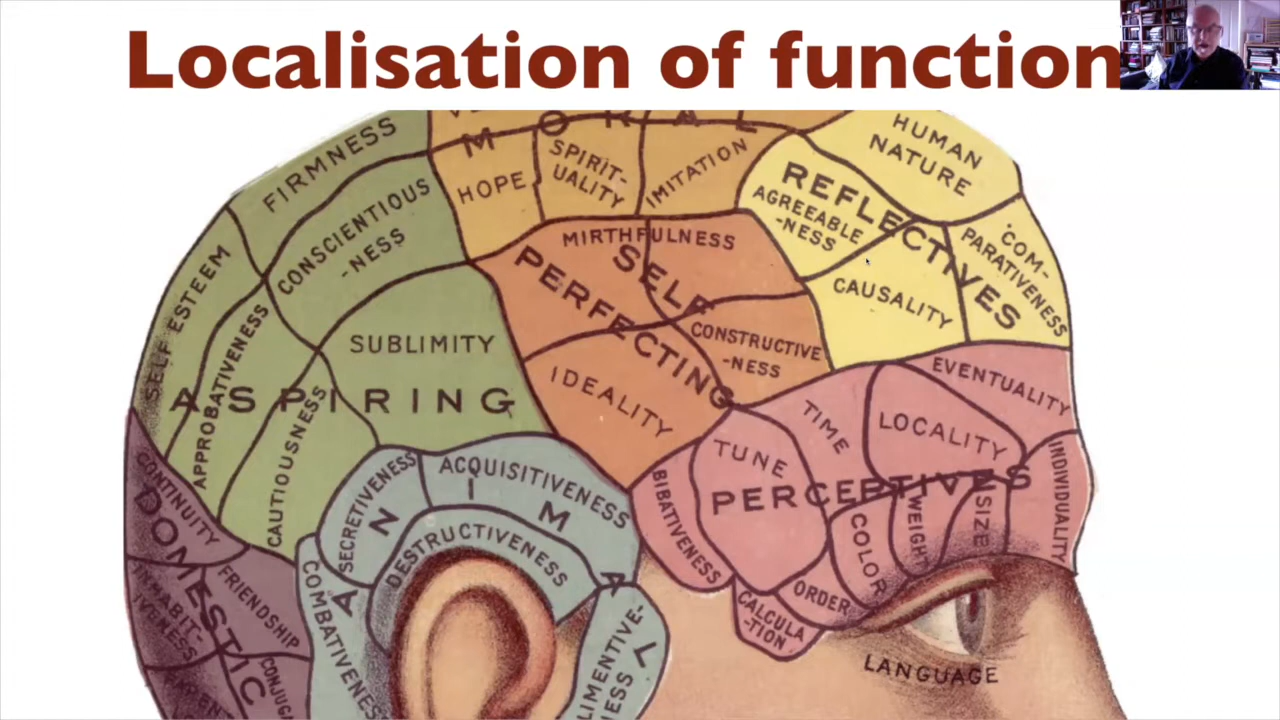 Localisation of function
MORAL
FIRMNESS
HOPE
SPIRIT-
UALITY
IMITATION
HUMAN
NATURE
REFLECTIVES
AGREEABLE
-NESS
COM-
PARATIVENESS
CAUSALITY
CONSCIENTIOUS
-NESS
SELF ESTEEM
APPROBATIVENESS
SUBLIMITY
ASPIRING
CAUTIOUSNESS
MIRTHFULNESS
SELF
PERFECTING
CONSTRUCTIVE
-NESS
IDEALITY
EVENTUALITY
TIME
LOCALITY
TUNE
PERCEPTIVES
INDIVIDUALITY
BIBATIVENESS
COLOR
WEIGHT
SIZE
ORDER
CALCULA
-TION
LANGUAGE
ACQUISITIVENESS
SECRETIVENESS
DESTRUCTIVENESS
ANIMAL
COMBATIVENESS
LIMENTIVE-
NESS
CONTINUITY
DOMESTIC
INHABIT-
IVENESS
FRIENDSHIP